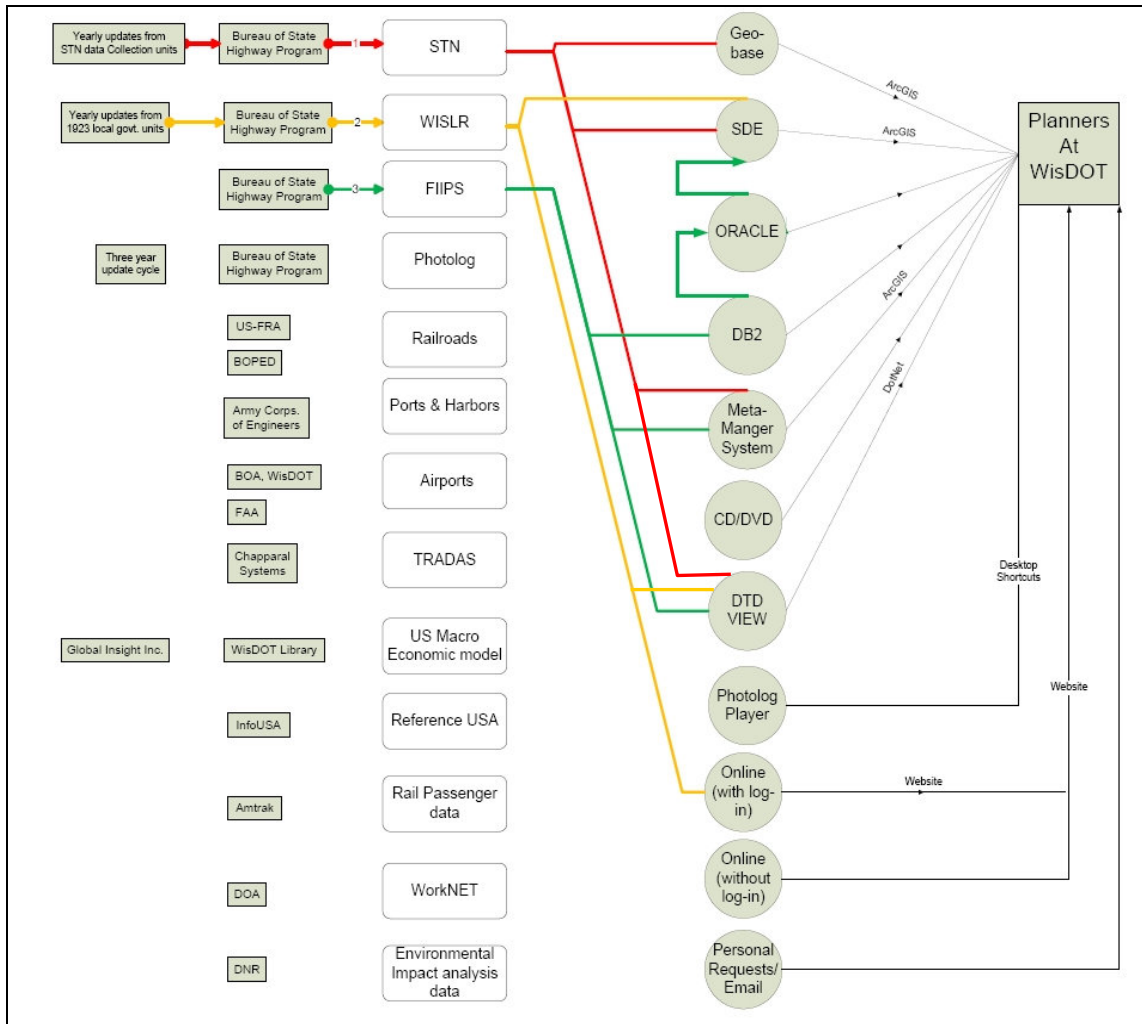 Yearly updates from
STN data Collection units
Bureau of State
Highway Program
1
STN
Yearly updates from
1923 local govt. units
Bureau of State
Highway Program
2
WISLR
Bureau of State
Highway Program
3
FIIPS
Three year
update cycle
Bureau of State
Highway Program
Photolog
US-FRA
BOPED
Railroads
Army Corps.
of Engineers
Ports & Harbors
BOA, WisDOT
FAA
Airports
Chapparal
Systems
TRADAS
Global Insight Inc.
WisDOT Library
US Macro
Economic model
InfoUSA
Reference USA
Amtrak
Rail Passenger
data
DOA
WorkNET
DNR
Environmental
Impact analysis
data
Geo-
base
SDE
ORACLE
DB2
Meta-
Manger
System
CD/DVD
DTD
VIEW
Photolog
Player
Online
(with log-
in)
Online
(without
log-in)
Personal
Requests/
Email
ArcGIS
ArcGIS
ArcGIS
DotNet
Desktop
Shortcuts
Website
Website
Planners
At
WisDOT